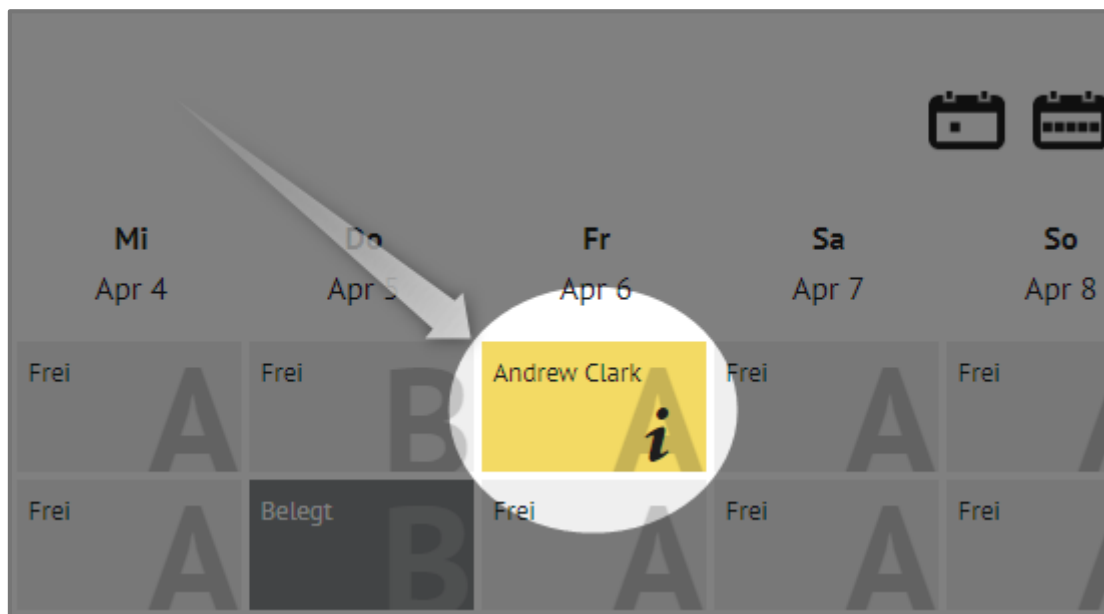 Mi Do Fr Sa So
Apr 4 Apr 5 Apr 6 Apr 7 Apr 8
Frei Frei Andrew Clark Frei Frei
A B A i A
Frei Belegt Frei Frei Frei
A B A A